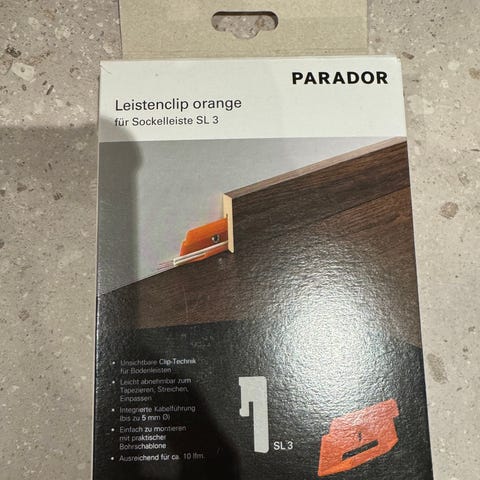 PARADOR
Leistenclip orange
für Sockelleiste SL 3
• Unsichtbare Clip-Technik
für Bodenleisten
• Leicht abnehmbar zum
Tapezieren, Streichen,
Einpassen
• Integrierte Kabelführung
(bis zu 5 mm Ø)
• Einfach zu montieren
mit praktischer
Bohrschablone
• Ausreichend für ca. 10 lfm.
SL 3